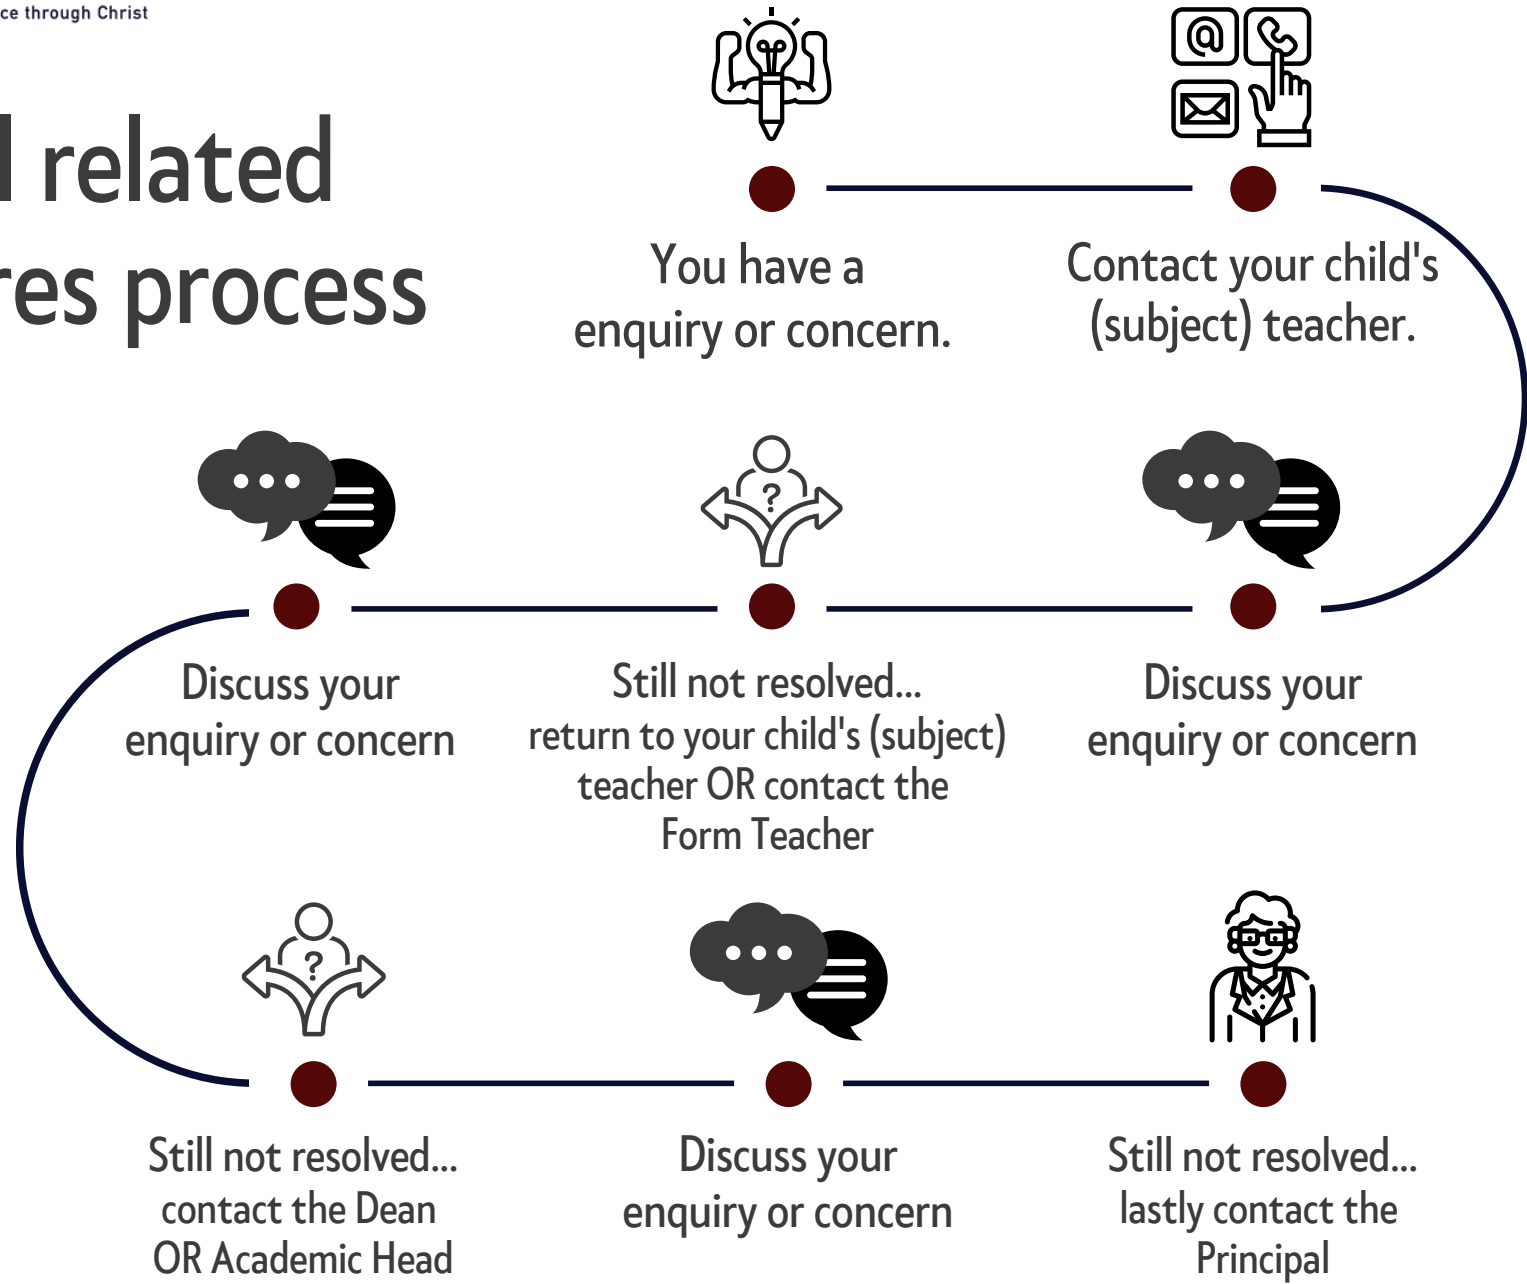 ce through Christ
related
res process
You have a
enquiry or concern.
Contact your child's
(subject) teacher.
Discuss your
enquiry or concern
Still not resolved...
return to your child's (subject)
teacher OR contact the
Form Teacher
Discuss your
enquiry or concern
Still not resolved...
contact the Dean
OR Academic Head
Discuss your
enquiry or concern
Still not resolved...
lastly contact the
Principal